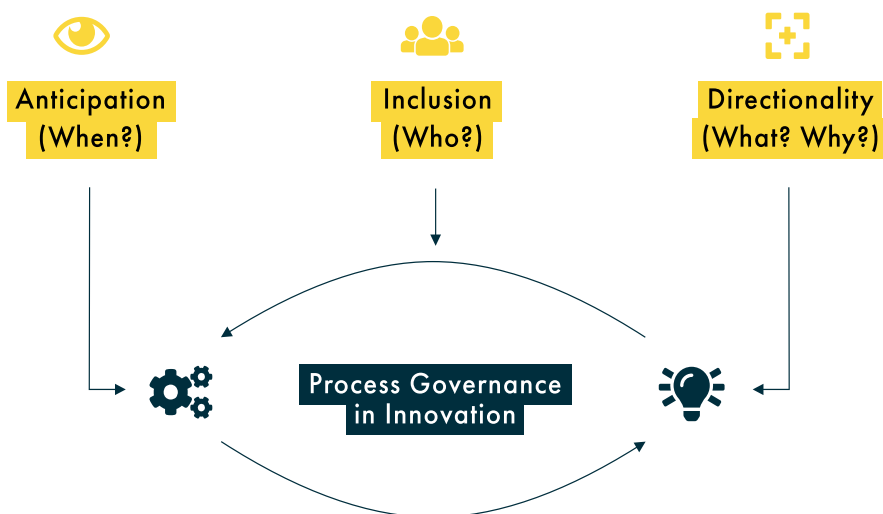 Anticipation
(When?)
Inclusion
(Who?)
Directionality
(What? Why?)
Process Governance
in Innovation